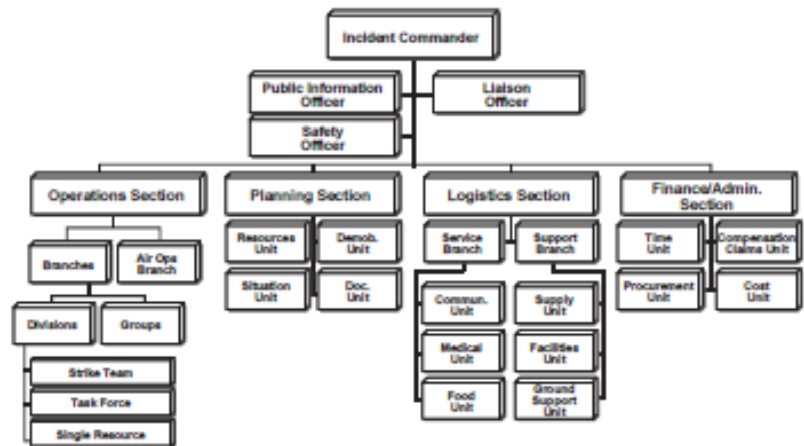 Incident Commander
Public Information
Officer
Liaison
Officer
Safety
Officer
Operations Section
Planning Section
Logistics Section
Finance/Admin.
Section
Branches
Air Ops
Branch
Divisions
Groups
Strike Team
Task Force
Single Resource
Resources
Unit
Demob.
Unit
Situation
Unit
Doc.
Unit
Service
Branch
Support
Branch
Commun.
Unit
Supply
Unit
Medical
Unit
Facilities
Unit
Food
Unit
Ground
Support
Unit
Time
Unit
Compensation
Claims Unit
Procurement
Unit
Cost
Unit